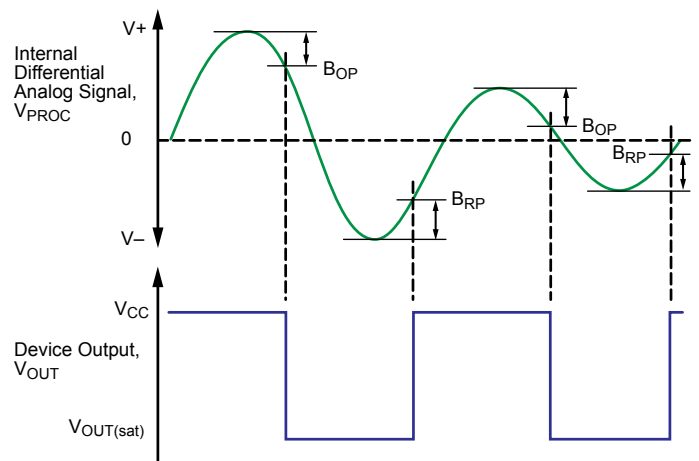 V+
Internal
Differential
Analog Signal,
VPROC
0
V–
BOP
BRP
BOP
BRP
VCC
Device Output,
VOUT
VOUT(sat)